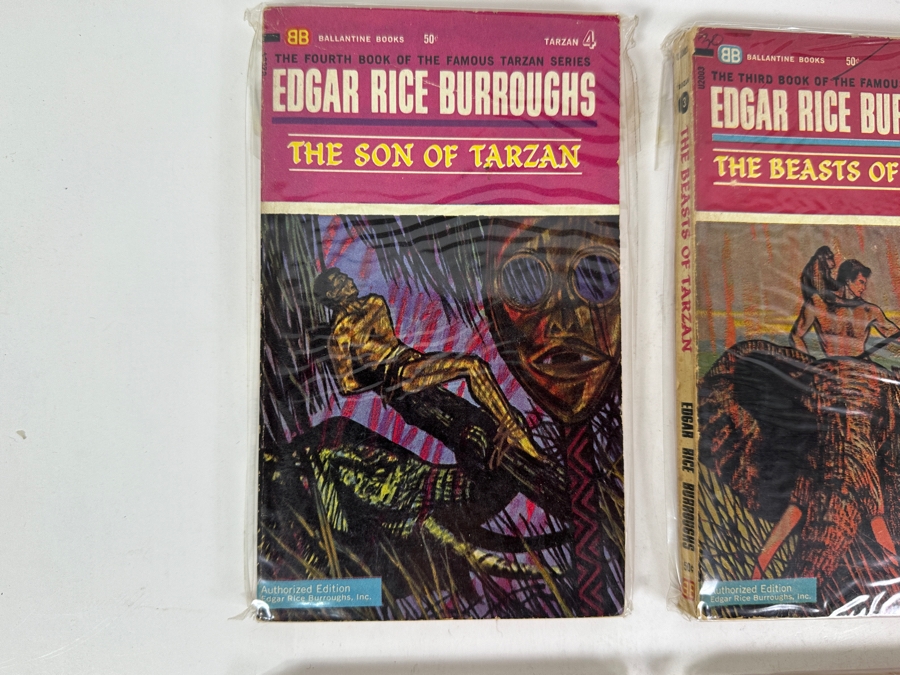 BB BALLANTINE BOOKS 50¢ TARZAN 4
THE FOURTH BOOK OF THE FAMOUS TARZAN SERIES
EDGAR RICE BURROUGHS
THE SON OF TARZAN
Authorized Edition
Edgar Rice Burroughs, Inc.
THE BEASTS OF TARZAN
EDGAR RICE BURROUGHS
BB BALLANTINE BOOKS 50¢
THE THIRD BOOK OF THE FAMOU
EDGAR RICE BUR
THE BEASTS OF
Authorized Edition
Edgar Rice Burroughs, Inc.